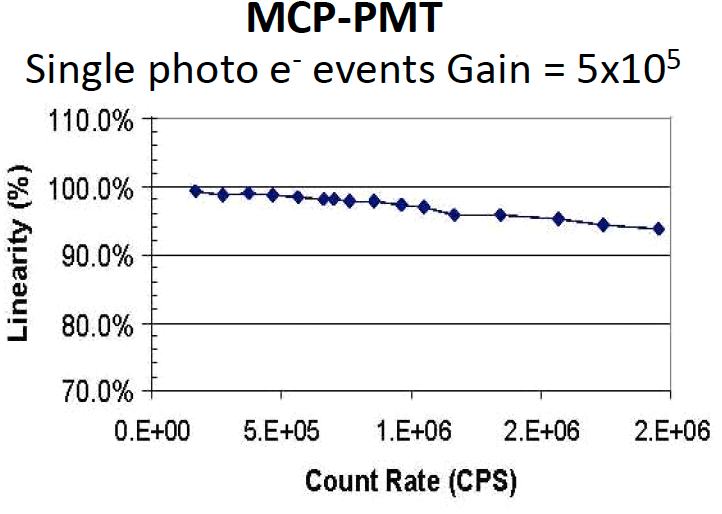 MCP-PMT
Single photo e⁻ events Gain = 5x10⁵
110.0%
100.0%
90.0%
80.0%
70.0%
Linearity (%)
0.E+00 5.E+05 1.E+06 2.E+06 2.E+06
Count Rate (CPS)